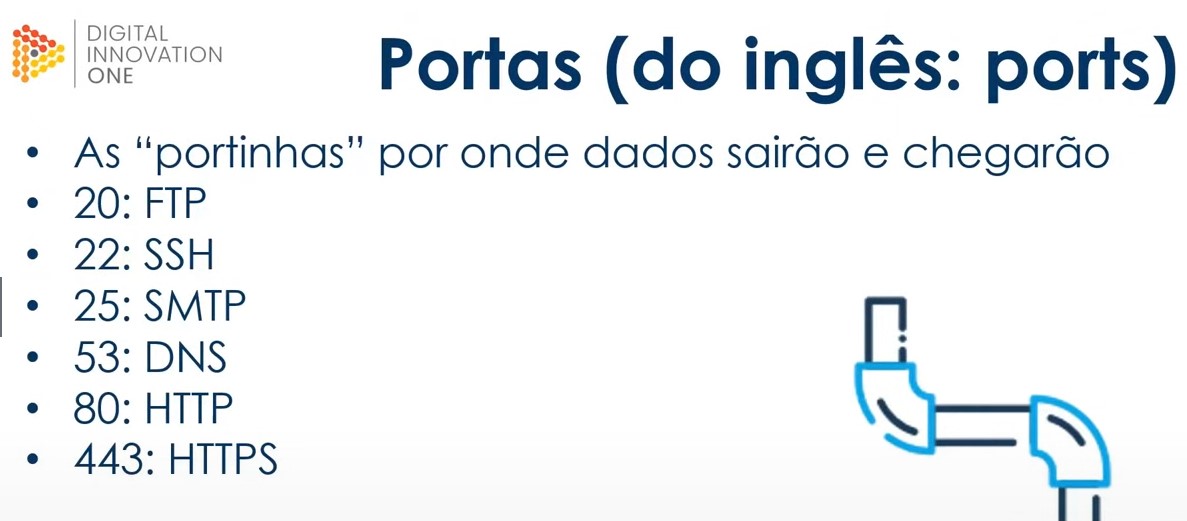 DIGITAL
INNOVATION
ONE
Portas (do inglês: ports)
• As “portinhas” por onde dados sairão e chegarão
• 20: FTP
• 22: SSH
• 25: SMTP
• 53: DNS
• 80: HTTP
• 443: HTTPS